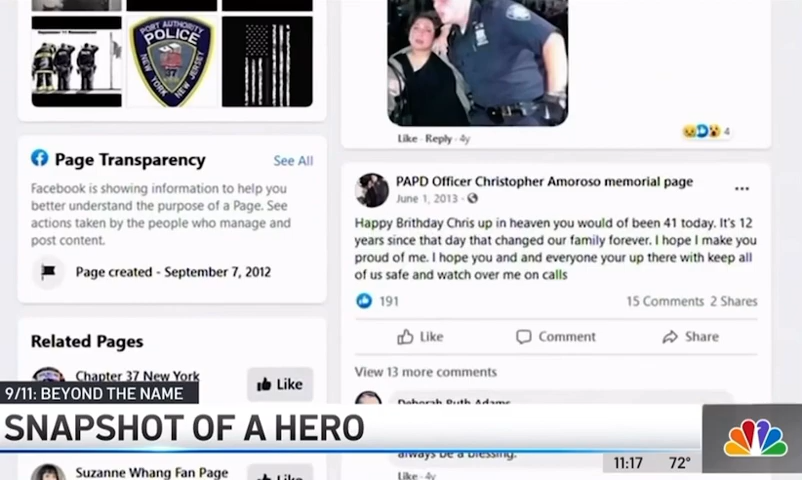 September 11 Memorial
PORT AUTHORITY
POLICE
NEW YORK NEW JERSEY
Page Transparency
See All
Facebook is showing information to help you
better understand the purpose of a Page. See
actions taken by the people who manage and
post content.
Page created - September 7, 2012
Related Pages
Chapter 37 New York
Like
Suzanne Whang Fan Page
Like
Like · Reply · 4y
4
PAPD Officer Christopher Amoroso memorial page
June 1, 2013 ·
Happy Brithday Chris up in heaven you would of been 41 today. It's 12
years since that day that changed our family forever. I hope I make you
proud of me. I hope you and and everyone your up there with keep all
of us safe and watch over me on calls
191
15 Comments 2 Shares
Like
Comment
Share
View 13 more comments
Deborah Ruth Adams
always be a blessing.
Like · 4y
9/11: BEYOND THE NAME
SNAPSHOT OF A HERO
11:17 72°